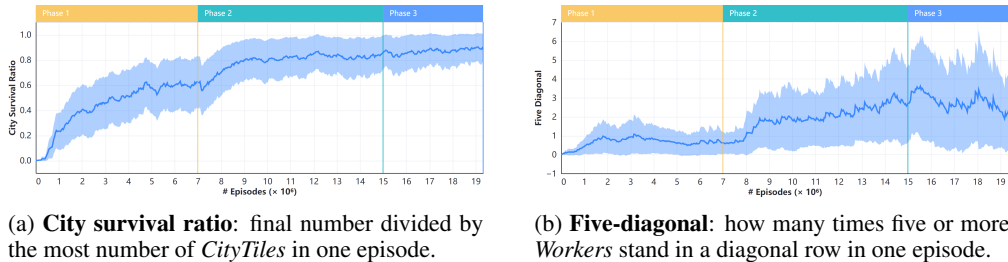 Phase 1 Phase 2 Phase 3
1.0
0.8
0.6
0.4
0.2
0.0
City Survival Ratio
0 1 2 3 4 5 6 7 8 9 10 11 12 13 14 15 16 17 18 19
# Episodes (× 10⁶)
(a) City survival ratio: final number divided by
the most number of CityTiles in one episode.
Phase 1 Phase 2 Phase 3
7
6
5
4
3
2
1
0
−1
Five Diagonal
0 1 2 3 4 5 6 7 8 9 10 11 12 13 14 15 16 17 18 19
# Episodes (× 10⁶)
(b) Five-diagonal: how many times five or more
Workers stand in a diagonal row in one episode.